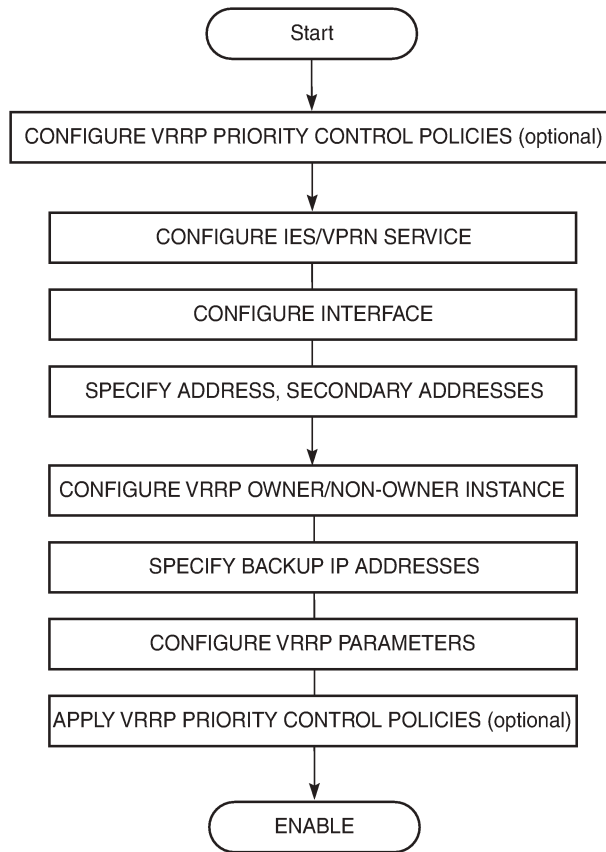 Start
CONFIGURE VRRP PRIORITY CONTROL POLICIES (optional)
CONFIGURE IES/VPRN SERVICE
CONFIGURE INTERFACE
SPECIFY ADDRESS, SECONDARY ADDRESSES
CONFIGURE VRRP OWNER/NON-OWNER INSTANCE
SPECIFY BACKUP IP ADDRESSES
CONFIGURE VRRP PARAMETERS
APPLY VRRP PRIORITY CONTROL POLICIES (optional)
ENABLE